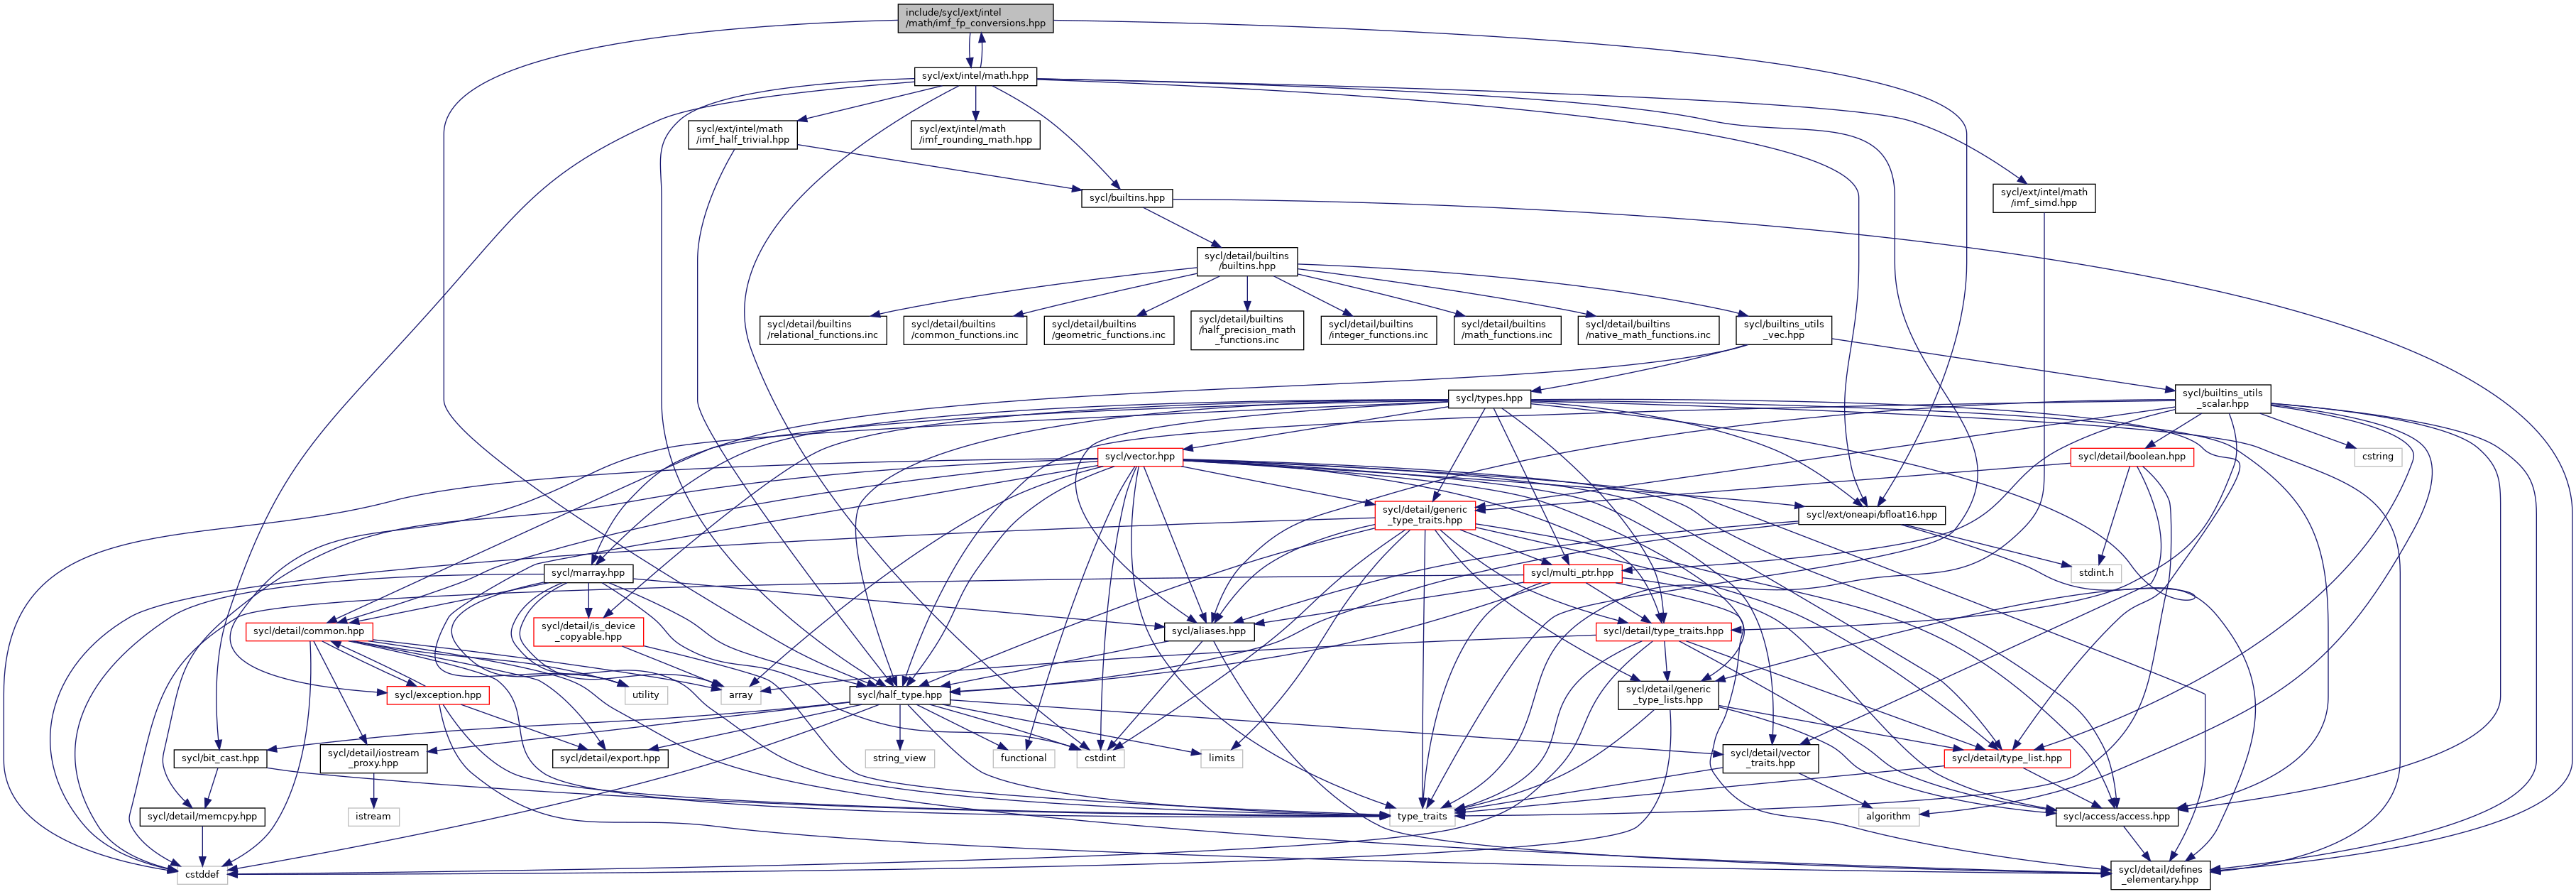 include/sycl/ext/intel
/math/imf_fp_conversions.hpp
sycl/ext/intel/math.hpp
sycl/ext/intel/math
/imf_half_trivial.hpp
sycl/ext/intel/math
/imf_rounding_math.hpp
sycl/builtins.hpp
sycl/ext/intel/math
/imf_simd.hpp
sycl/detail/builtins
/builtins.hpp
sycl/detail/builtins
/relational_functions.inc
sycl/detail/builtins
/common_functions.inc
sycl/detail/builtins
/geometric_functions.inc
sycl/detail/builtins
/half_precision_math
_functions.inc
sycl/detail/builtins
/integer_functions.inc
sycl/detail/builtins
/math_functions.inc
sycl/detail/builtins
/native_math_functions.inc
sycl/builtins_utils
_vec.hpp
sycl/types.hpp
sycl/builtins_utils
_scalar.hpp
sycl/vector.hpp
sycl/detail/boolean.hpp
cstring
sycl/detail/generic
_type_traits.hpp
sycl/ext/oneapi/bfloat16.hpp
sycl/marray.hpp
sycl/multi_ptr.hpp
stdint.h
sycl/detail/common.hpp
sycl/detail/is_device
_copyable.hpp
sycl/aliases.hpp
sycl/detail/type_traits.hpp
sycl/exception.hpp
utility
array
sycl/half_type.hpp
sycl/detail/generic
_type_lists.hpp
sycl/bit_cast.hpp
sycl/detail/iostream
_proxy.hpp
sycl/detail/export.hpp
string_view
functional
cstdint
limits
sycl/detail/vector
_traits.hpp
sycl/detail/type_list.hpp
sycl/detail/memcpy.hpp
istream
type_traits
algorithm
sycl/access/access.hpp
cstddef
sycl/detail/defines
_elementary.hpp